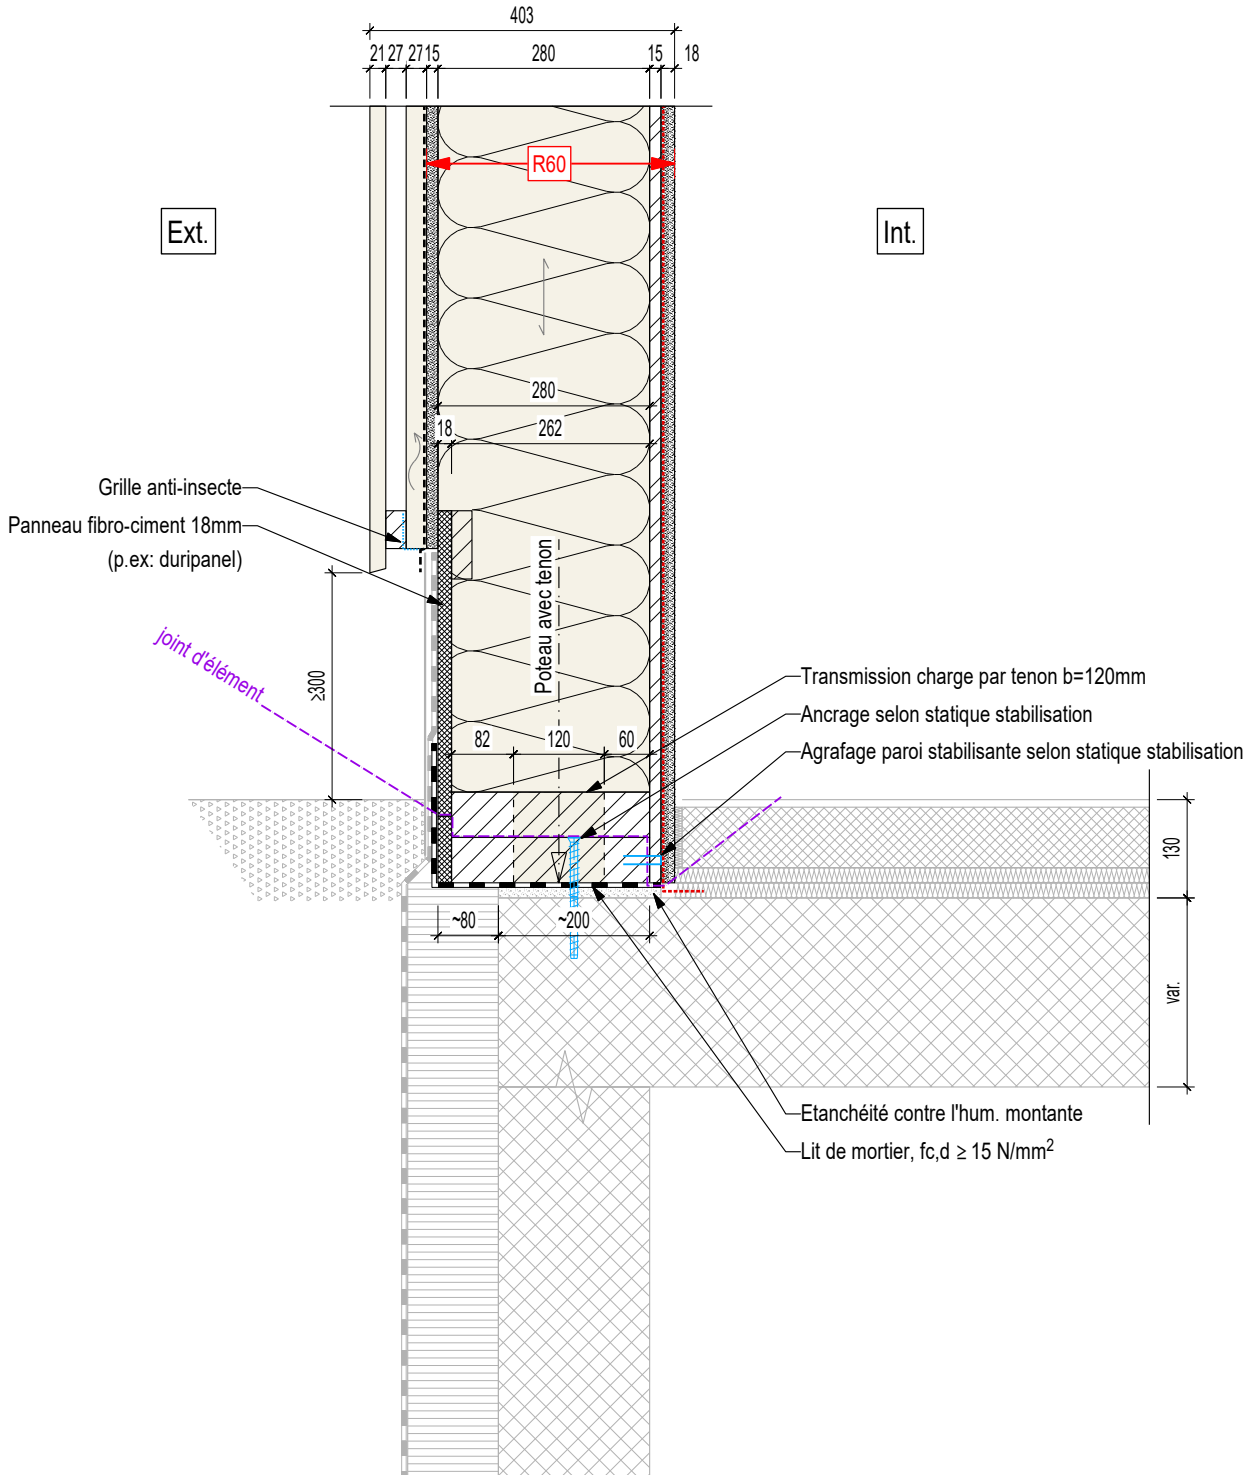 403
21 27 27 15 280 15 18
R60
Ext.
Int.
280
18 262
Grille anti-insecte
Panneau fibro-ciment 18mm
(p.ex: duripanel)
Poteau avec tenon
joint d'élément
≥300
Transmission charge par tenon b=120mm
Ancrage selon statique stabilisation
Agrafage paroi stabilisante selon statique stabilisation
82 120 60
130
~80 ~200
var.
Etanchéité contre l'hum. montante
Lit de mortier, fc,d ≥ 15 N/mm²